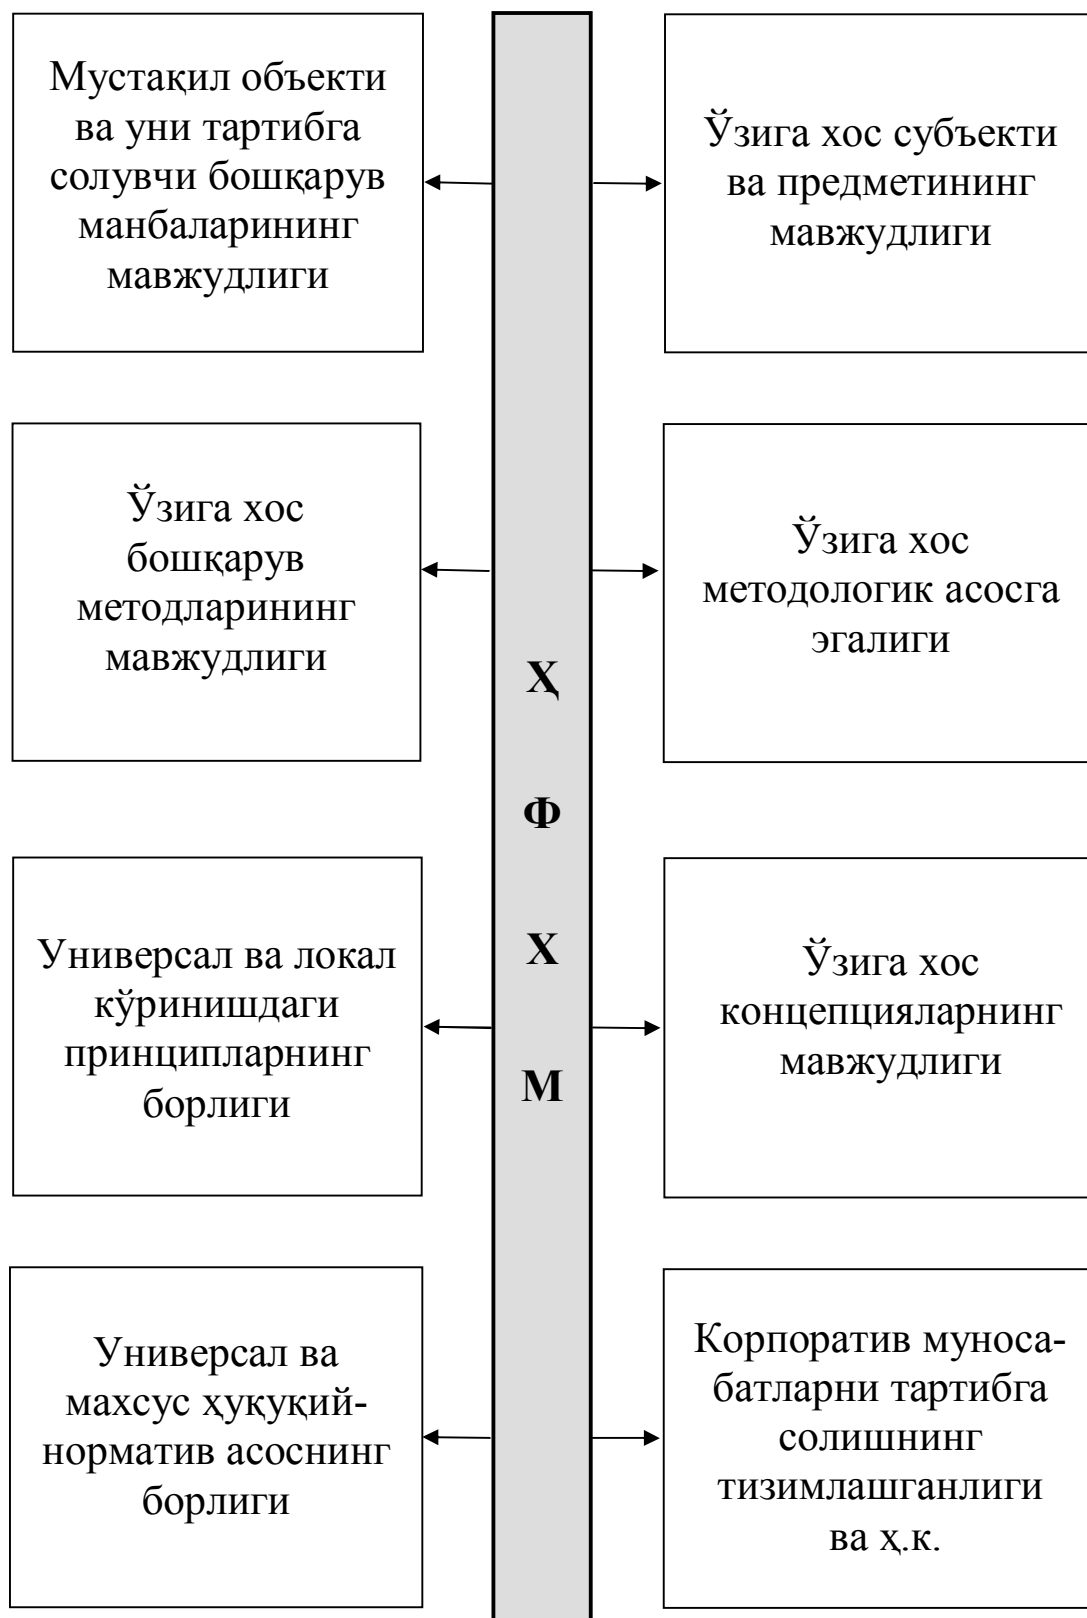 Мустақил объекти
ва уни тартибга
солувчи бошқарув
манбаларининг
мавжудлиги
Ўзига хос субъекти
ва предметининг
мавжудлиги
Ўзига хос
бошқарув
методларининг
мавжудлиги
Ўзига хос
методологик асосга
эгалиги
Ҳ
Ф
Х
М
Универсал ва локал
кўринишдаги
принципларнинг
борлиги
Ўзига хос
концепцияларнинг
мавжудлиги
Универсал ва
махсус ҳуқуқий-
норматив асоснинг
борлиги
Корпоратив муноса-
батларни тартибга
солишнинг
тизимлашганлиги
ва ҳ.к.